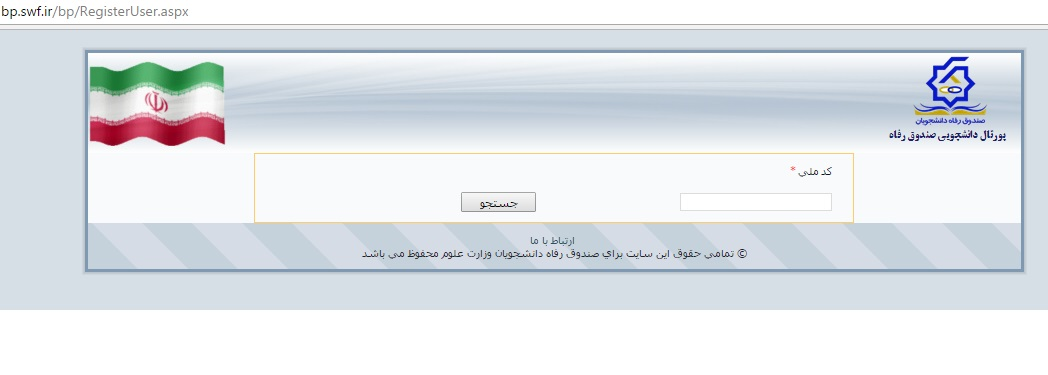 bp.swf.ir/bp/RegisterUser.aspx
صندوق رفاه دانشجویان
پورتال دانشجویی صندوق رفاه
کد ملی *
جستجو
ارتباط با ما
© تمامی حقوق این سایت برای صندوق رفاه دانشجویان وزارت علوم محفوظ می باشد